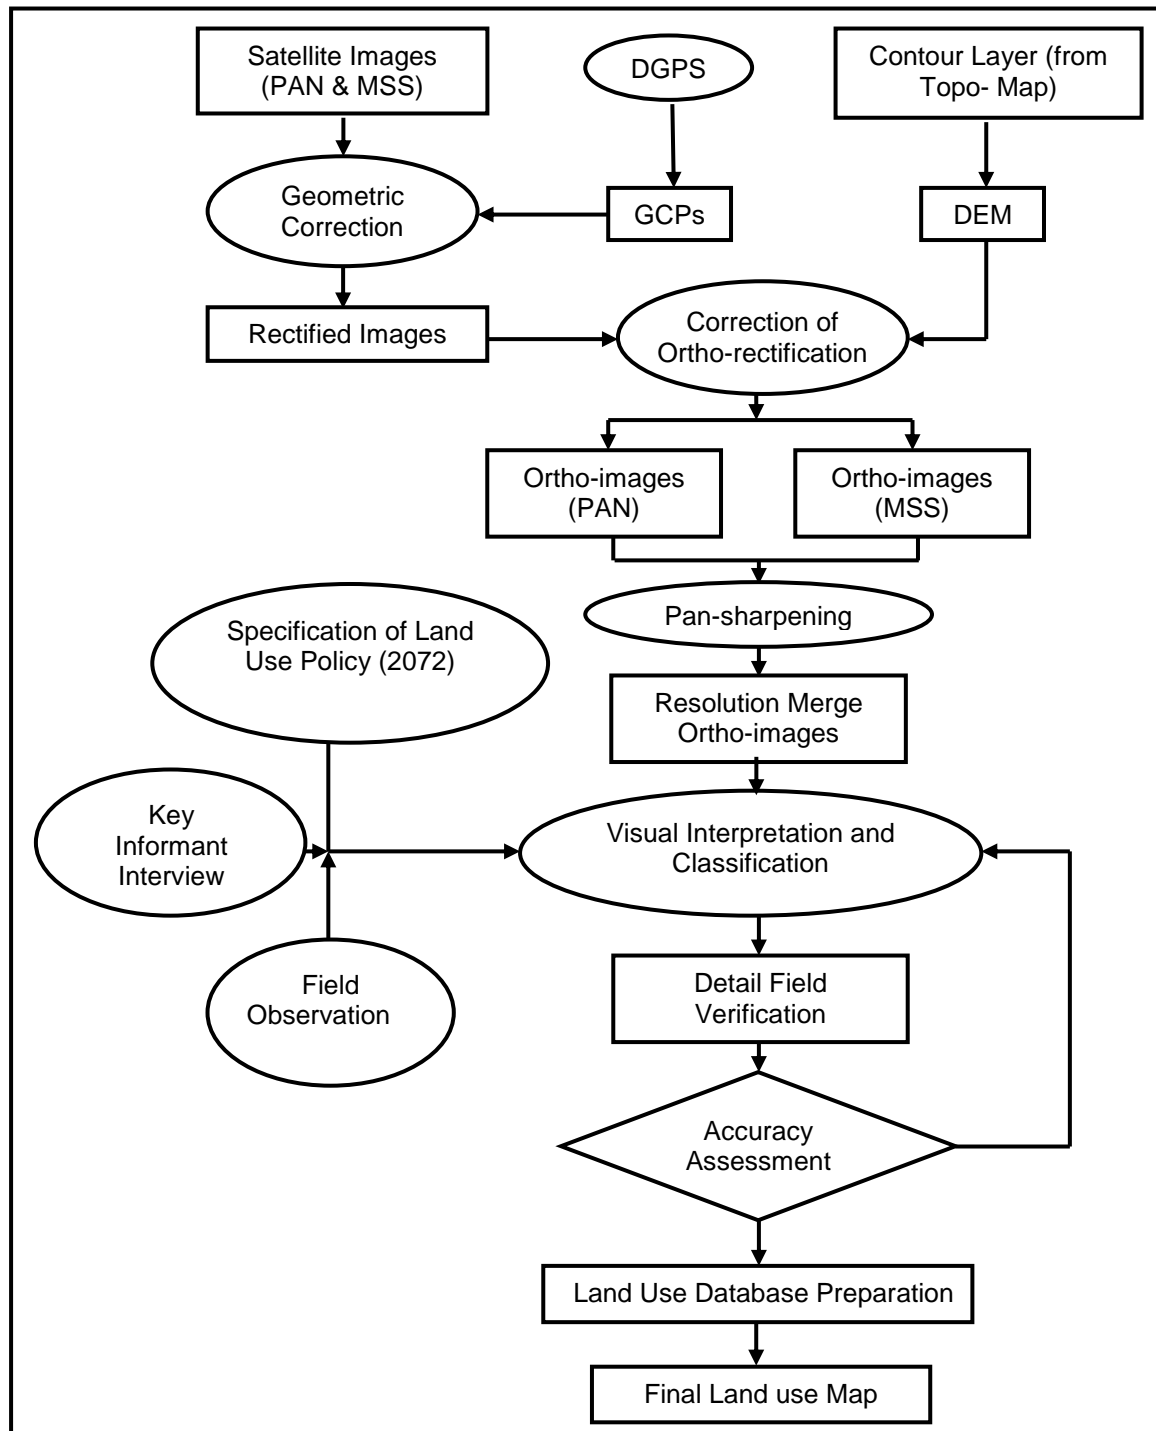 Satellite Images
(PAN & MSS)
DGPS
Contour Layer (from
Topo- Map)
Geometric
Correction
GCPs
DEM
Rectified Images
Correction of
Ortho-rectification
Ortho-images
(PAN)
Ortho-images
(MSS)
Pan-sharpening
Specification of Land
Use Policy (2072)
Resolution Merge
Ortho-images
Key
Informant
Interview
Visual Interpretation and
Classification
Field
Observation
Detail Field
Verification
Accuracy
Assessment
Land Use Database Preparation
Final Land use Map